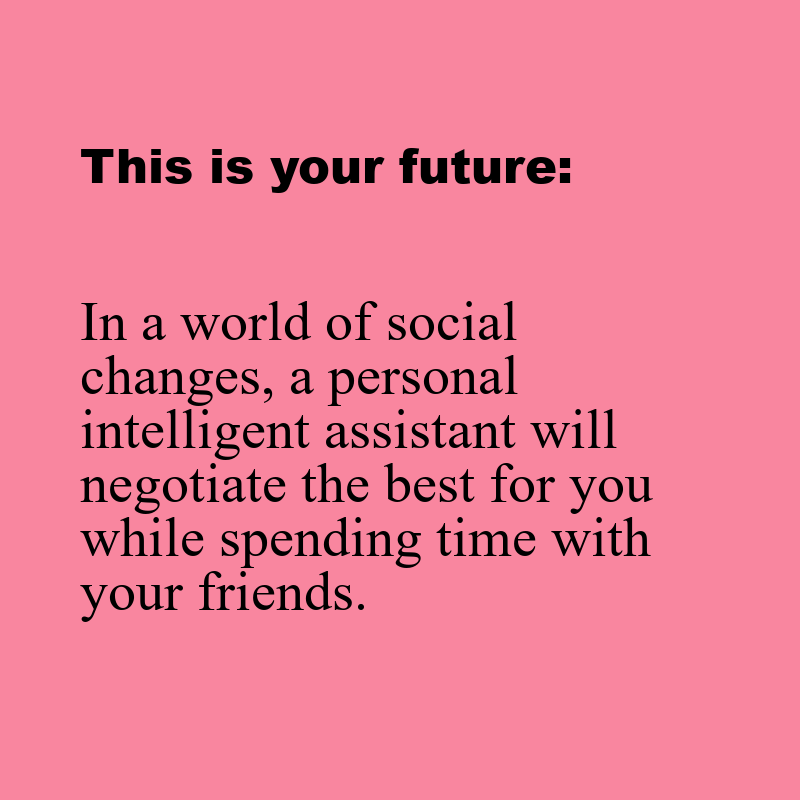 This is your future:
In a world of social
changes, a personal
intelligent assistant will
negotiate the best for you
while spending time with
your friends.